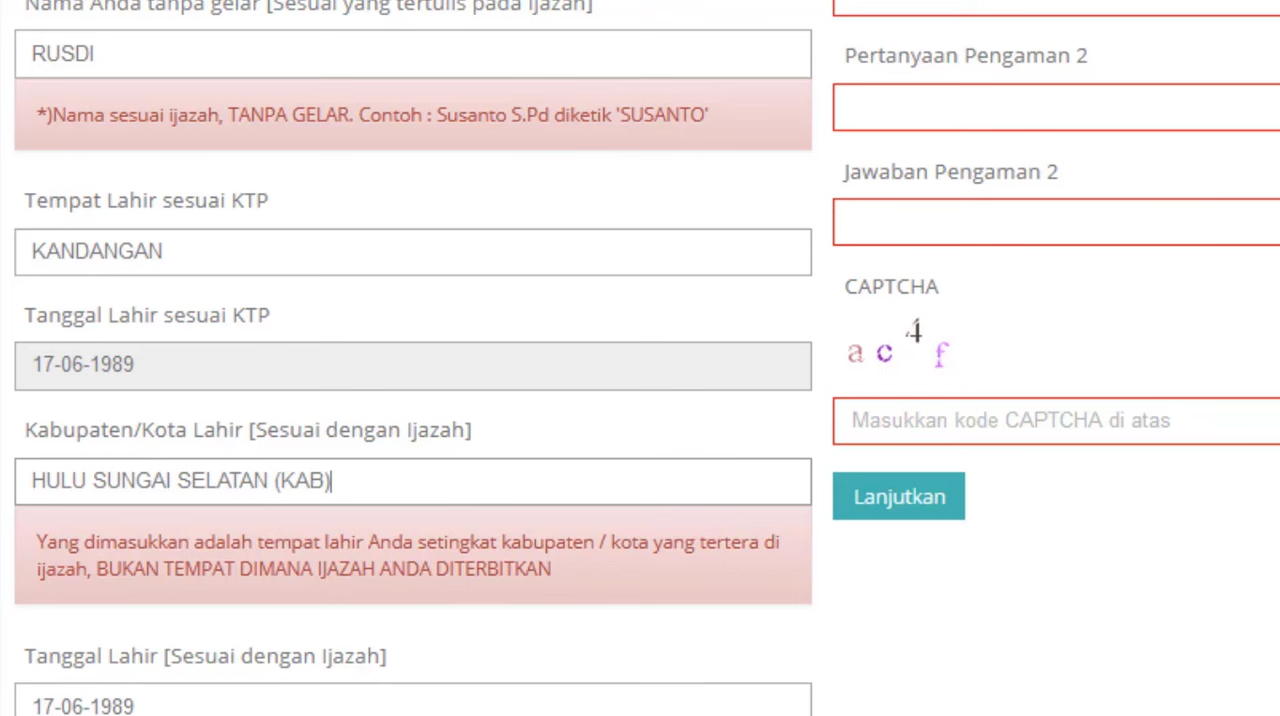 Nama Anda tanpa gelar [Sesuai yang tertulis pada Ijazah]
RUSDI
*)Nama sesuai ijazah, TANPA GELAR. Contoh : Susanto S.Pd diketik 'SUSANTO'
Tempat Lahir sesuai KTP
KANDANGAN
Tanggal Lahir sesuai KTP
17-06-1989
Kabupaten/Kota Lahir [Sesuai dengan Ijazah]
HULU SUNGAI SELATAN (KAB)
Yang dimasukkan adalah tempat lahir Anda setingkat kabupaten / kota yang tertera di
ijazah, BUKAN TEMPAT DIMANA IJAZAH ANDA DITERBITKAN
Tanggal Lahir [Sesuai dengan Ijazah]
17-06-1989
Pertanyaan Pengaman 2
Jawaban Pengaman 2
CAPTCHA
a c 4 f
Masukkan kode CAPTCHA di atas
Lanjutkan